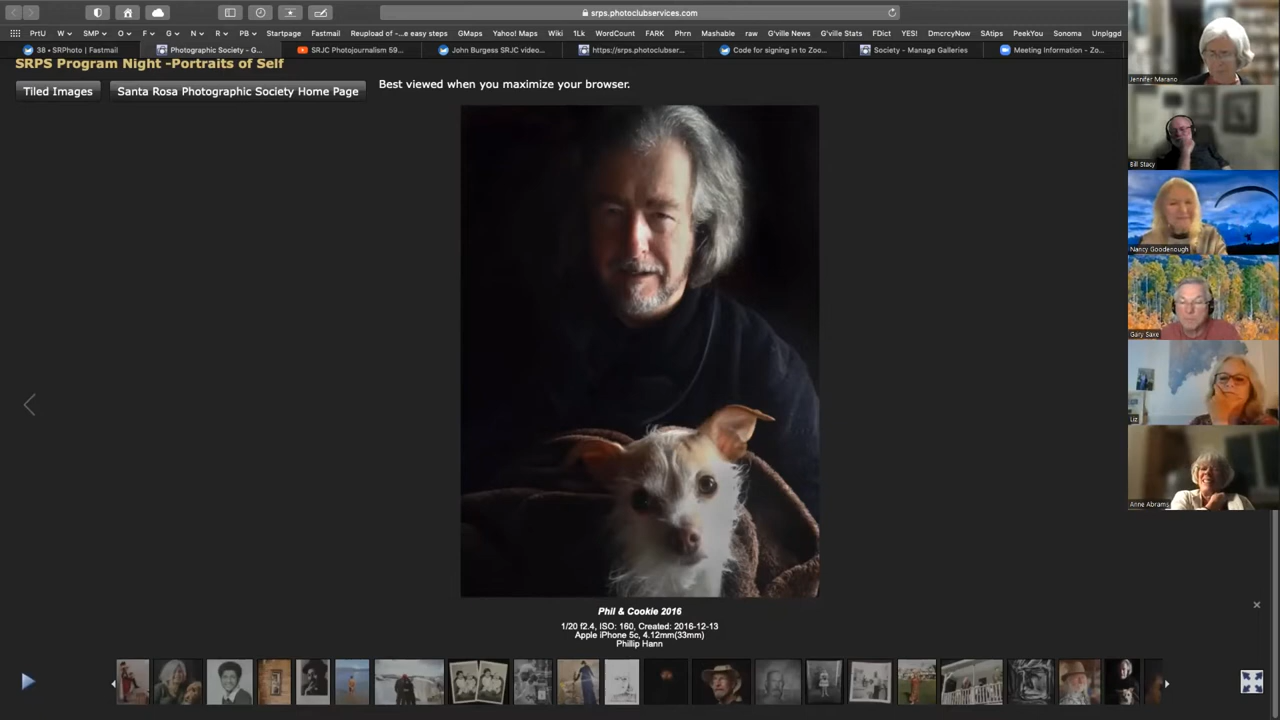 srps.photoclubservices.com
PrtU W SMP O F G N R PB Startpage Fastmail Reupload of -...e easy steps GMaps Yahoo! Maps Wiki 1Lk WordCount FARK Phrn Mashable raw G'ville News G'ville Stats YES! FDict DmrcryNow SAtips PeekYou Sonoma Unplggd
38 • SRPhoto | Fastmail
Photographic Society - G...
SRJC Photojournalism 59...
John Burgess SRJC video...
https://srps.photoclubser...
Code for signing in to Zoo...
Society - Manage Galleries
Meeting Information - Zo...
SRPS Program Night -Portraits of Self
Tiled Images
Santa Rosa Photographic Society Home Page
Best viewed when you maximize your browser.
Phil & Cookie 2016
1/20 f2.4, ISO: 160, Created: 2016-12-13
Apple iPhone 5c, 4.12mm(33mm)
Phillip Hann
Jennifer Marano
Bill Stacy
Nancy Goodenough
Gary Saxe
Liz
Anne Abrams